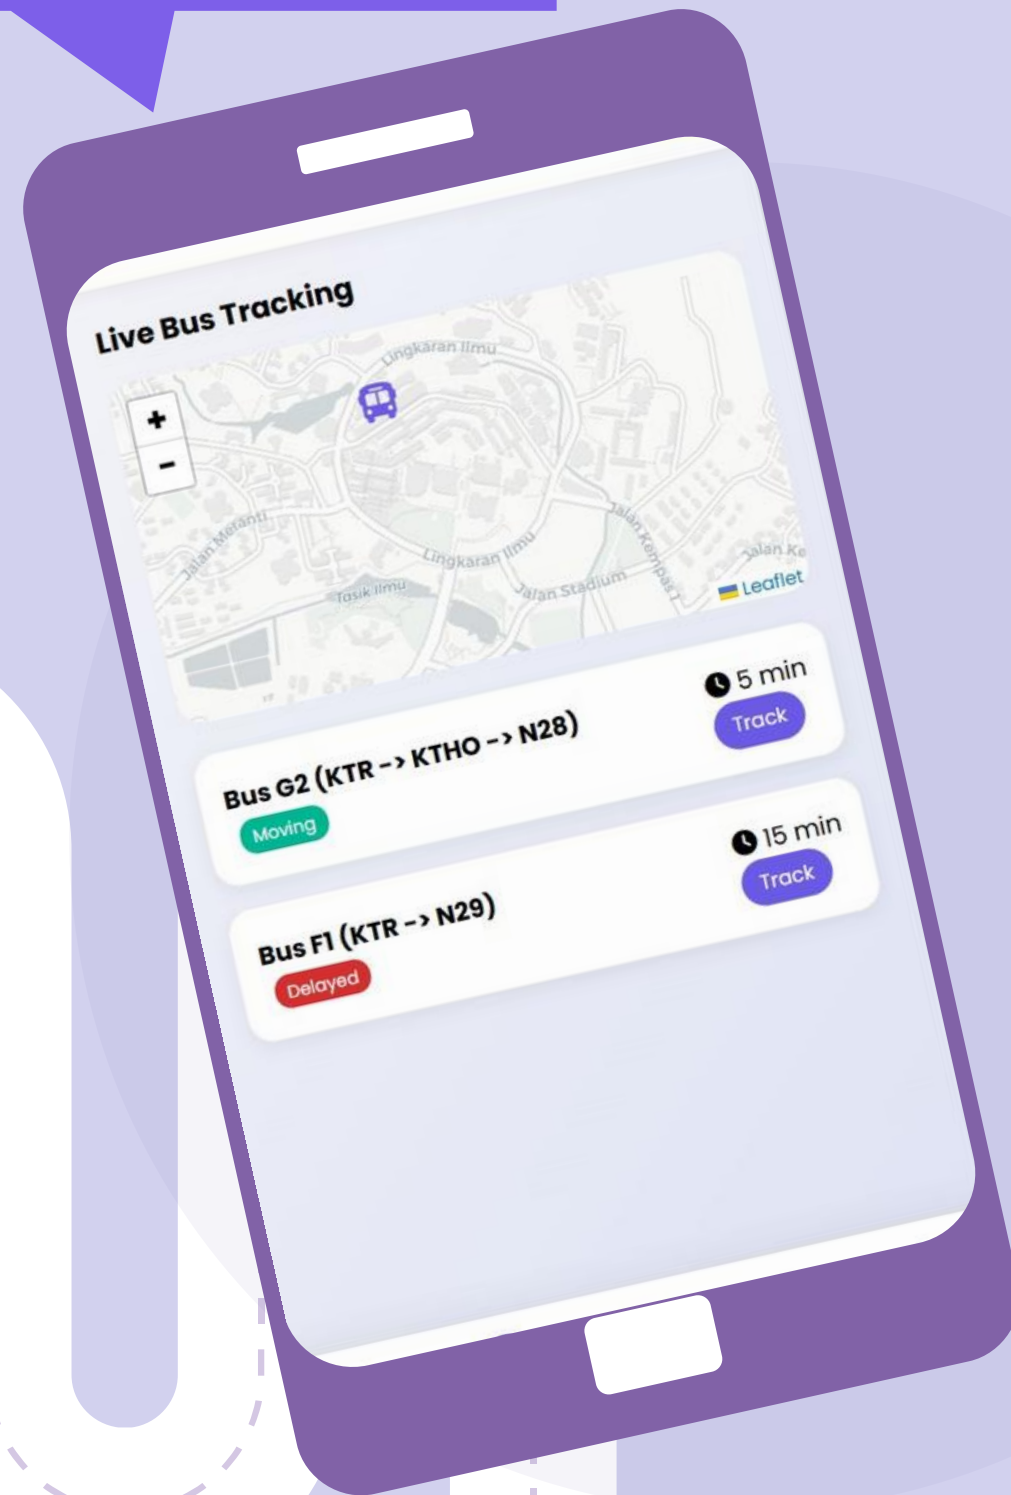 Live Bus Tracking
Lingkaran Ilmu
+
-
Jalan Melanti
Lingkaran Ilmu
Jalan Kempas 1
Jalan Ke
Tasik Ilmu
Jalan Stadium
Leaflet
5 min
Bus G2 (KTR -> KTHO -> N28)
Track
Moving
15 min
Bus F1 (KTR -> N29)
Track
Delayed